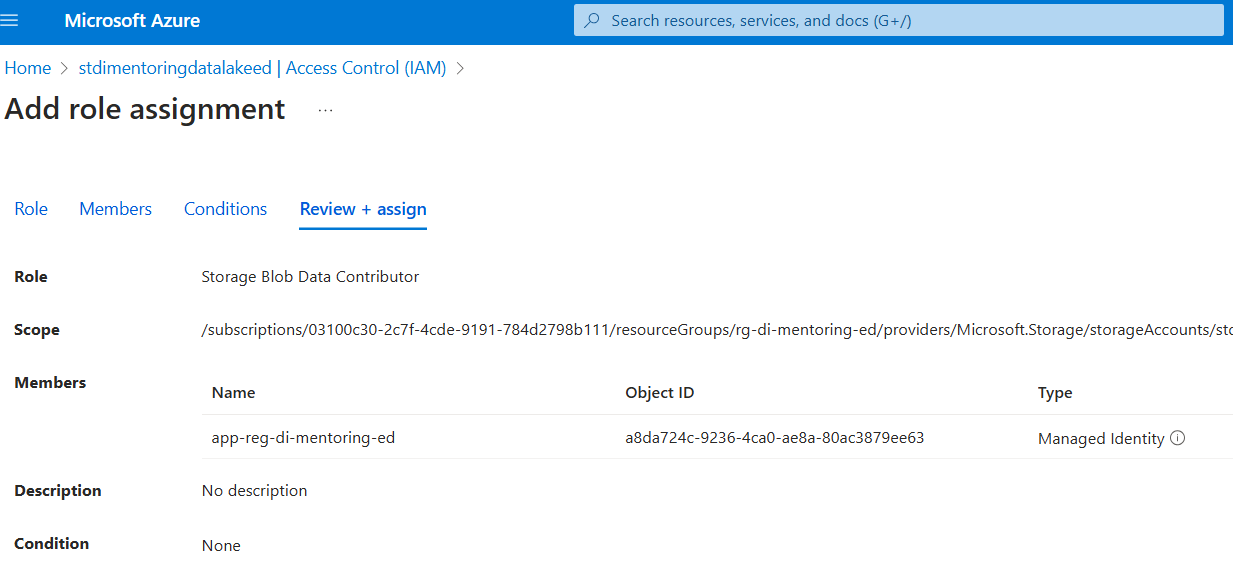 Microsoft Azure
Search resources, services, and docs (G+/)
Home > stdimentoringdatalakeed | Access Control (IAM) >
Add role assignment ...
Role Members Conditions Review + assign
Role Storage Blob Data Contributor
Scope /subscriptions/03100c30-2c7f-4cde-9191-784d2798b111/resourceGroups/rg-di-mentoring-ed/providers/Microsoft.Storage/storageAccounts/stc
Members
Name Object ID Type
app-reg-di-mentoring-ed a8da724c-9236-4ca0-ae8a-80ac3879ee63 Managed Identity
Description No description
Condition None